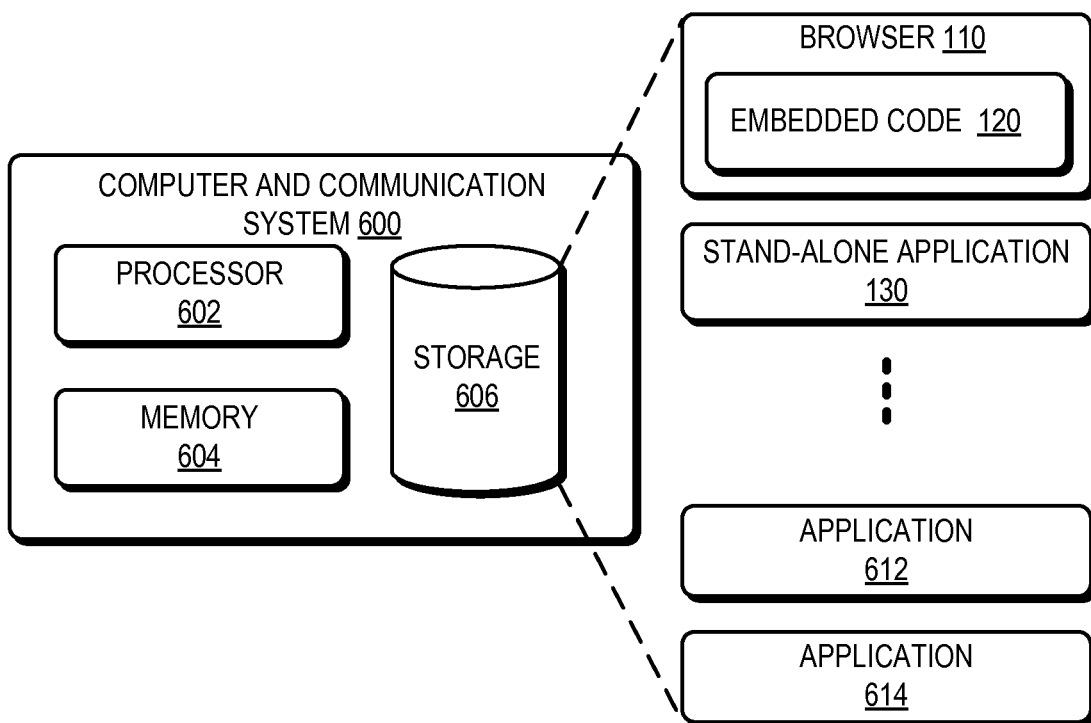 COMPUTER AND COMMUNICATION
SYSTEM 600
PROCESSOR
602
MEMORY
604
STORAGE
606
BROWSER 110
EMBEDDED CODE 120
STAND-ALONE APPLICATION
130
APPLICATION
612
APPLICATION
614